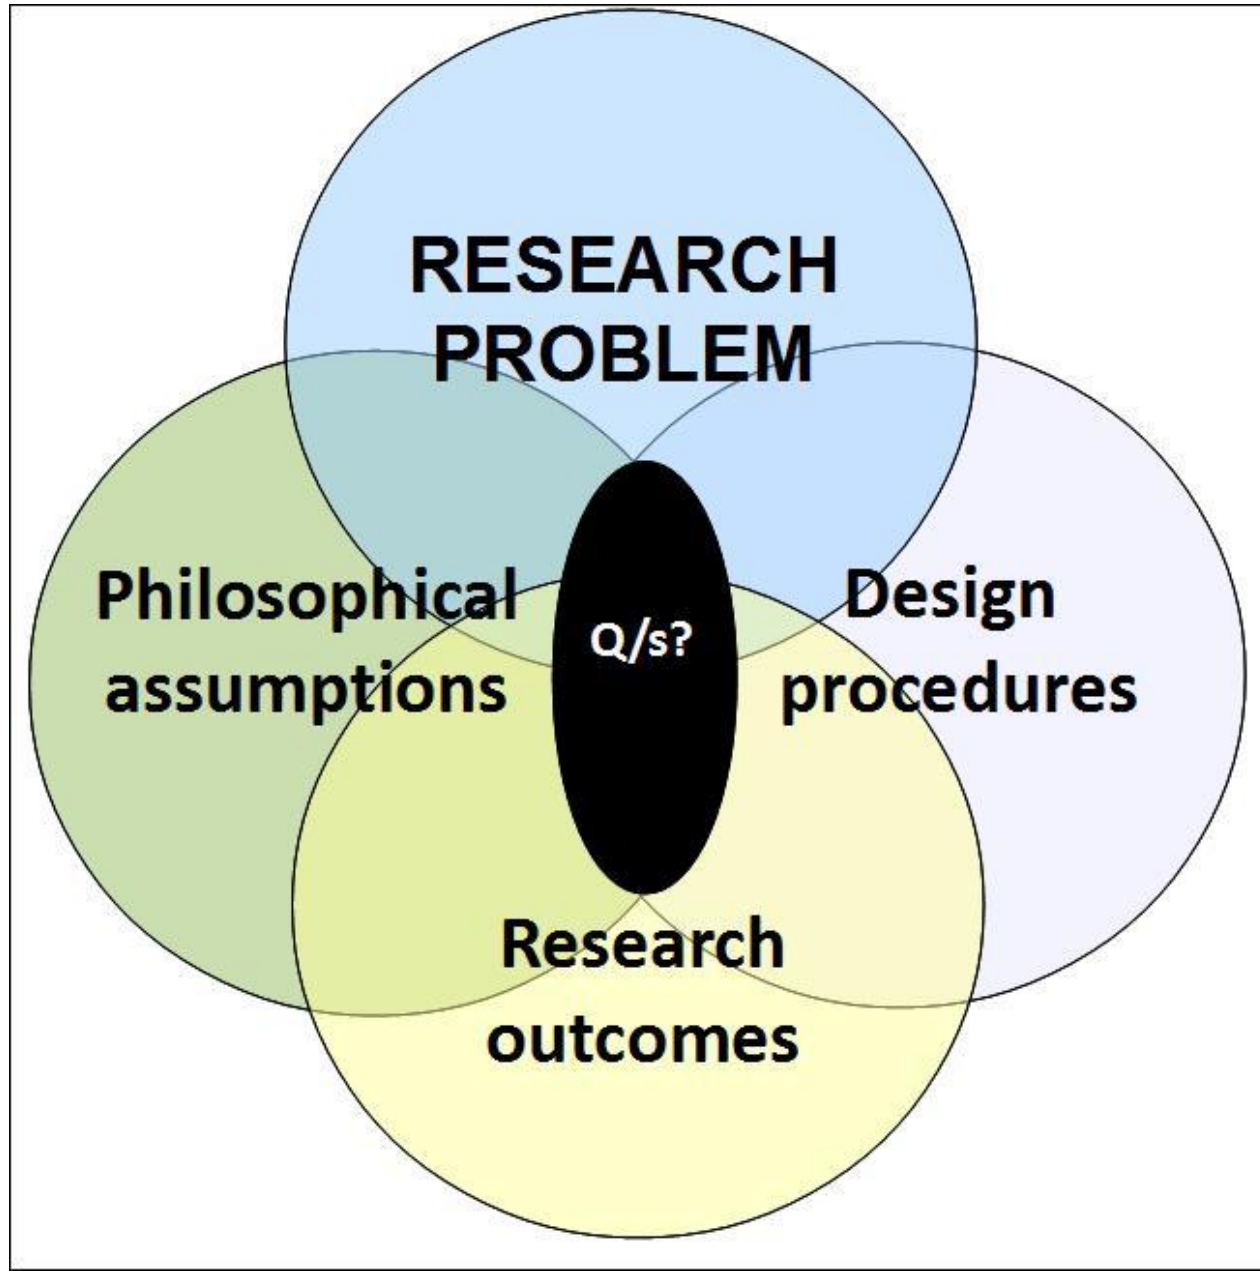 RESEARCH
PROBLEM
Philosophical
assumptions
Q/s?
Design
procedures
Research
outcomes